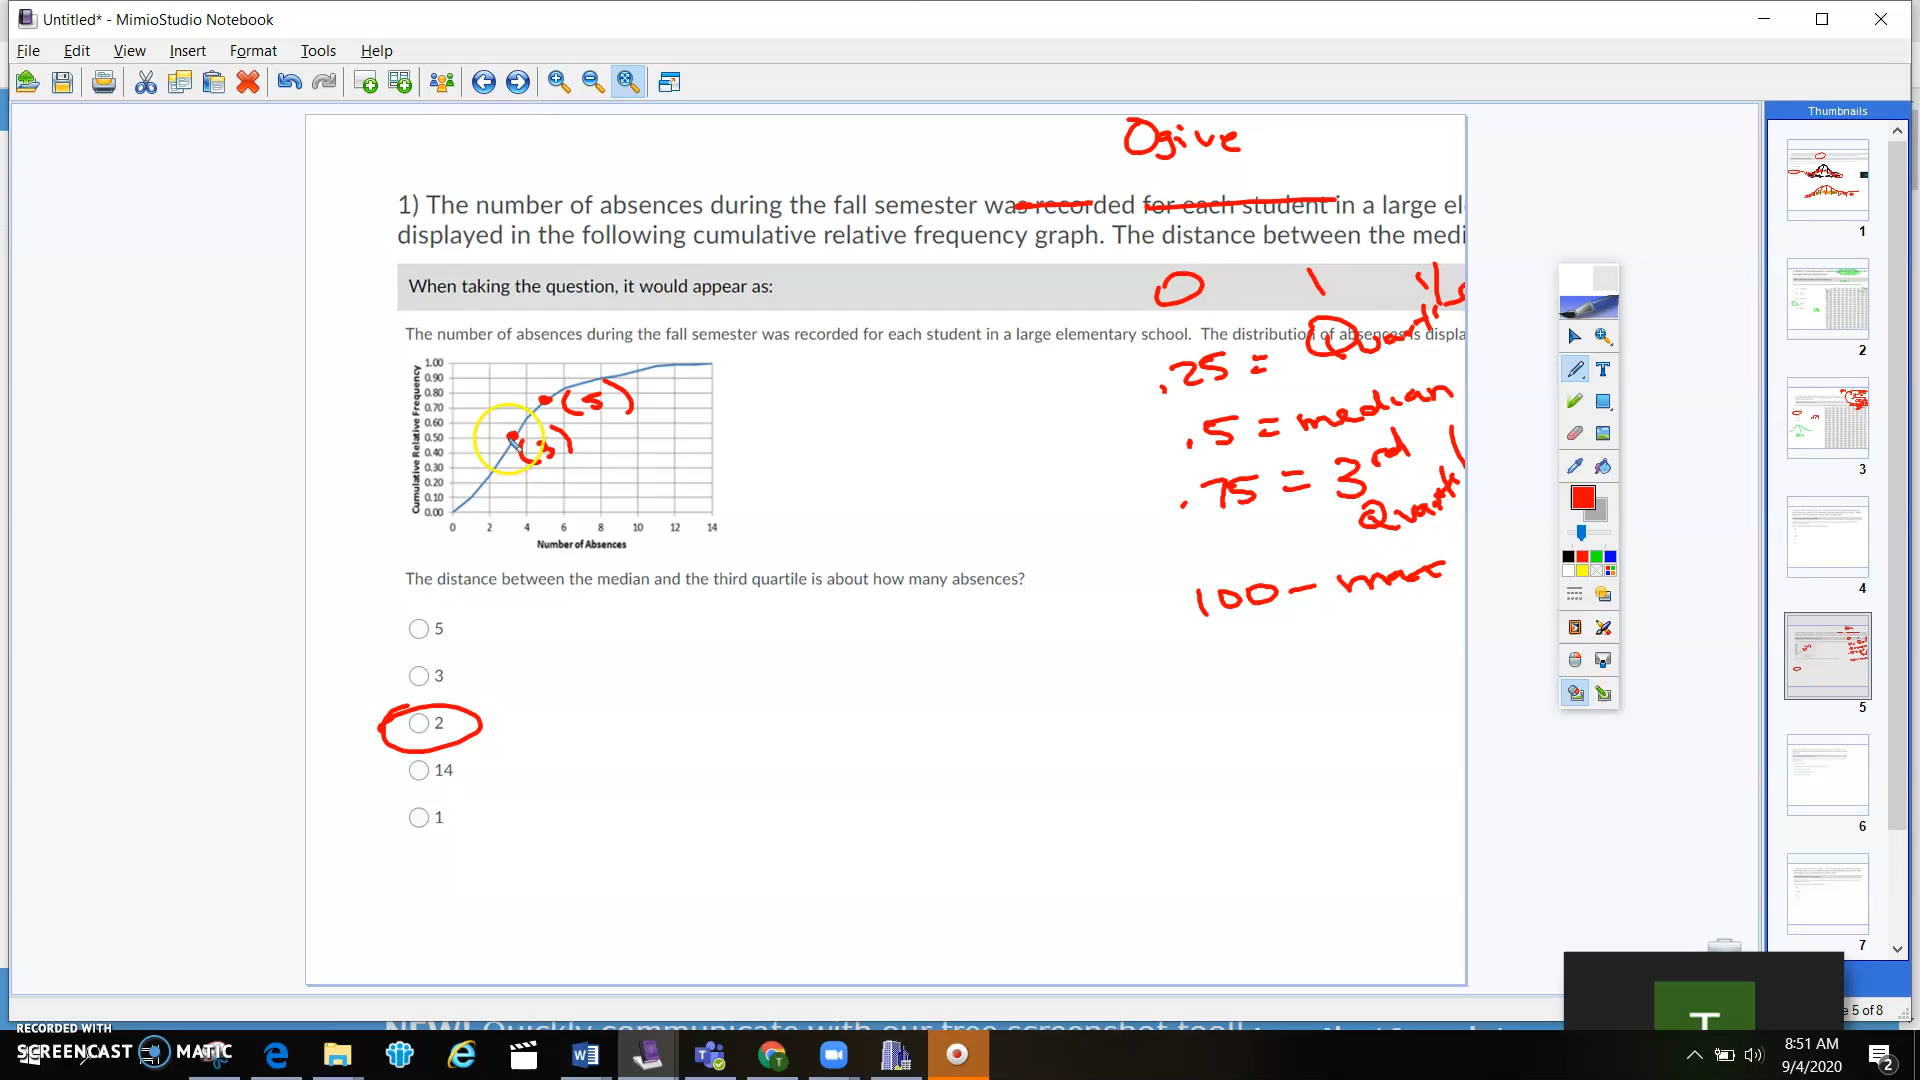 Untitled* - MimioStudio Notebook
File Edit View Insert Format Tools Help
Thumbnails
Ogive
1) The number of absences during the fall semester was recorded for each student in a large el
displayed in the following cumulative relative frequency graph. The distance between the medi
When taking the question, it would appear as:
0 1
The number of absences during the fall semester was recorded for each student in a large elementary school. The distribution of absences is displa
.25 =
.5 = median
.75 = 3rd
100 -
Cumulative Relative Frequency
1.00
0.90
0.80
0.70
0.60
0.50
0.40
0.30
0.20
0.10
0.00
(5)
(3)
0 2 4 6 8 10 12 14
Number of Absences
The distance between the median and the third quartile is about how many absences?
5
3
2
14
1
1
2
3
4
5
6
7
5 of 8
T
RECORDED WITH
SCREENCAST MATIC
8:51 AM
9/4/2020
2